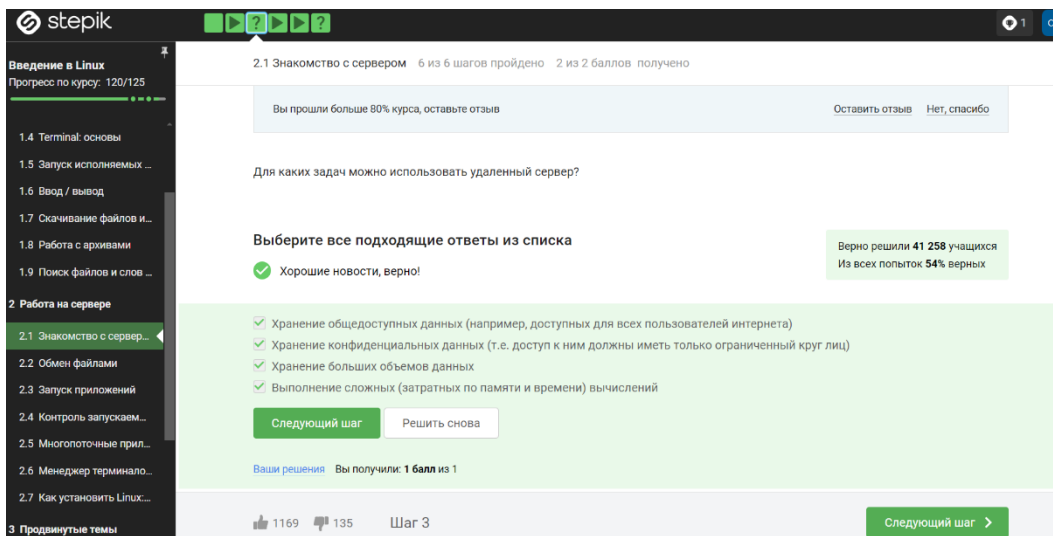 stepik
1
Введение в Linux
Прогресс по курсу: 120/125
1.4 Terminal: основы
1.5 Запуск исполняемых ...
1.6 Ввод / вывод
1.7 Скачивание файлов и...
1.8 Работа с архивами
1.9 Поиск файлов и слов ...
2 Работа на сервере
2.1 Знакомство с сервер...
2.2 Обмен файлами
2.3 Запуск приложений
2.4 Контроль запускаем...
2.5 Многопоточные прил...
2.6 Менеджер терминало...
2.7 Как установить Linux:...
3 Продвинутые темы
2.1 Знакомство с сервером 6 из 6 шагов пройдено 2 из 2 баллов получено
Вы прошли больше 80% курса, оставьте отзыв Оставить отзыв Нет, спасибо
Для каких задач можно использовать удаленный сервер?
Выберите все подходящие ответы из списка
Хорошие новости, верно!
Верно решили 41 258 учащихся
Из всех попыток 54% верных
Хранение общедоступных данных (например, доступных для всех пользователей интернета)
Хранение конфиденциальных данных (т.е. доступ к ним должны иметь только ограниченный круг лиц)
Хранение больших объемов данных
Выполнение сложных (затратных по памяти и времени) вычислений
Следующий шаг Решить снова
Ваши решения Вы получили: 1 балл из 1
1169 135 Шаг 3 Следующий шаг